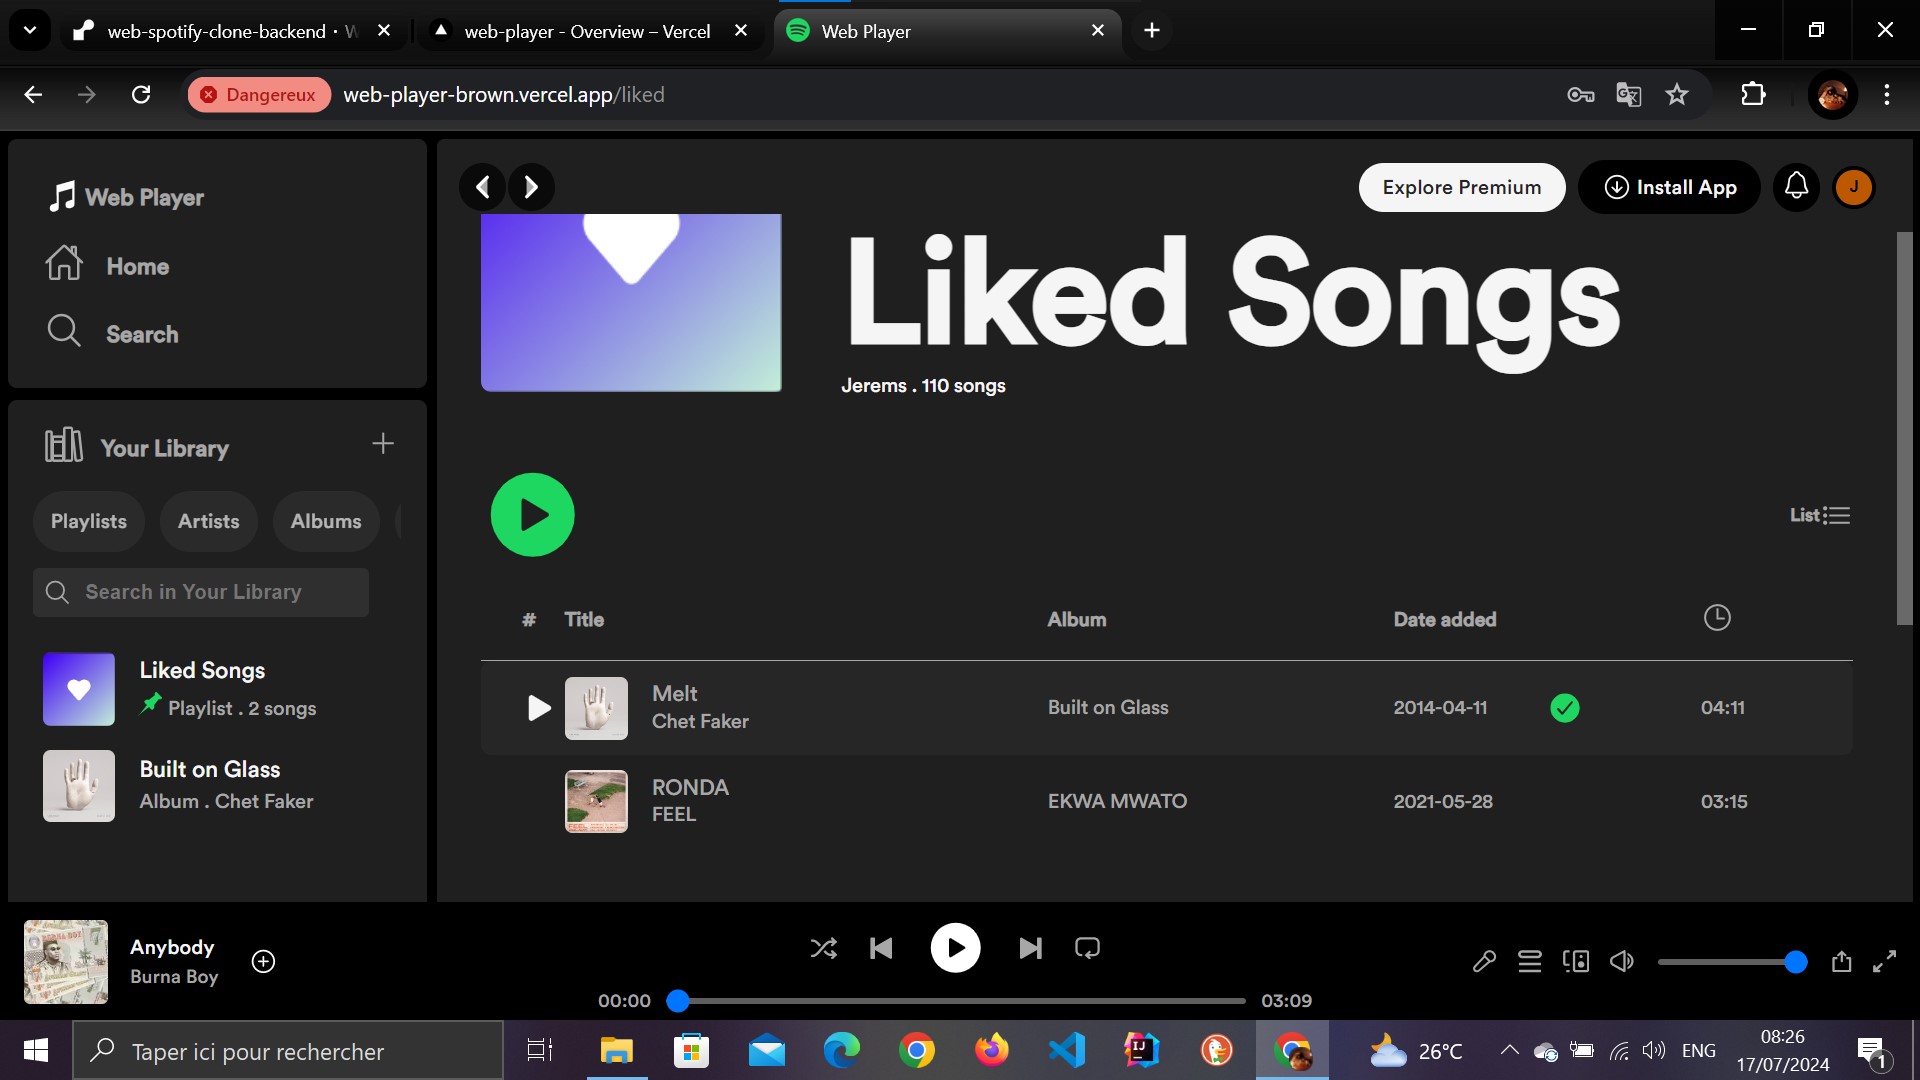 web-spotify-clone-backend · W
web-player - Overview – Vercel
Web Player
Dangereux
web-player-brown.vercel.app/liked
Web Player
Home
Search
Explore Premium
Install App
J
Liked Songs
Jerems . 110 songs
Your Library
Playlists
Artists
Albums
Search in Your Library
Liked Songs
Playlist . 2 songs
Built on Glass
Album . Chet Faker
List
# Title Album Date added
Melt
Chet Faker
Built on Glass
2014-04-11
04:11
RONDA
FEEL
EKWA MWATO
2021-05-28
03:15
Anybody
Burna Boy
00:00
03:09
Taper ici pour rechercher
26°C
ENG
08:26
17/07/2024
1